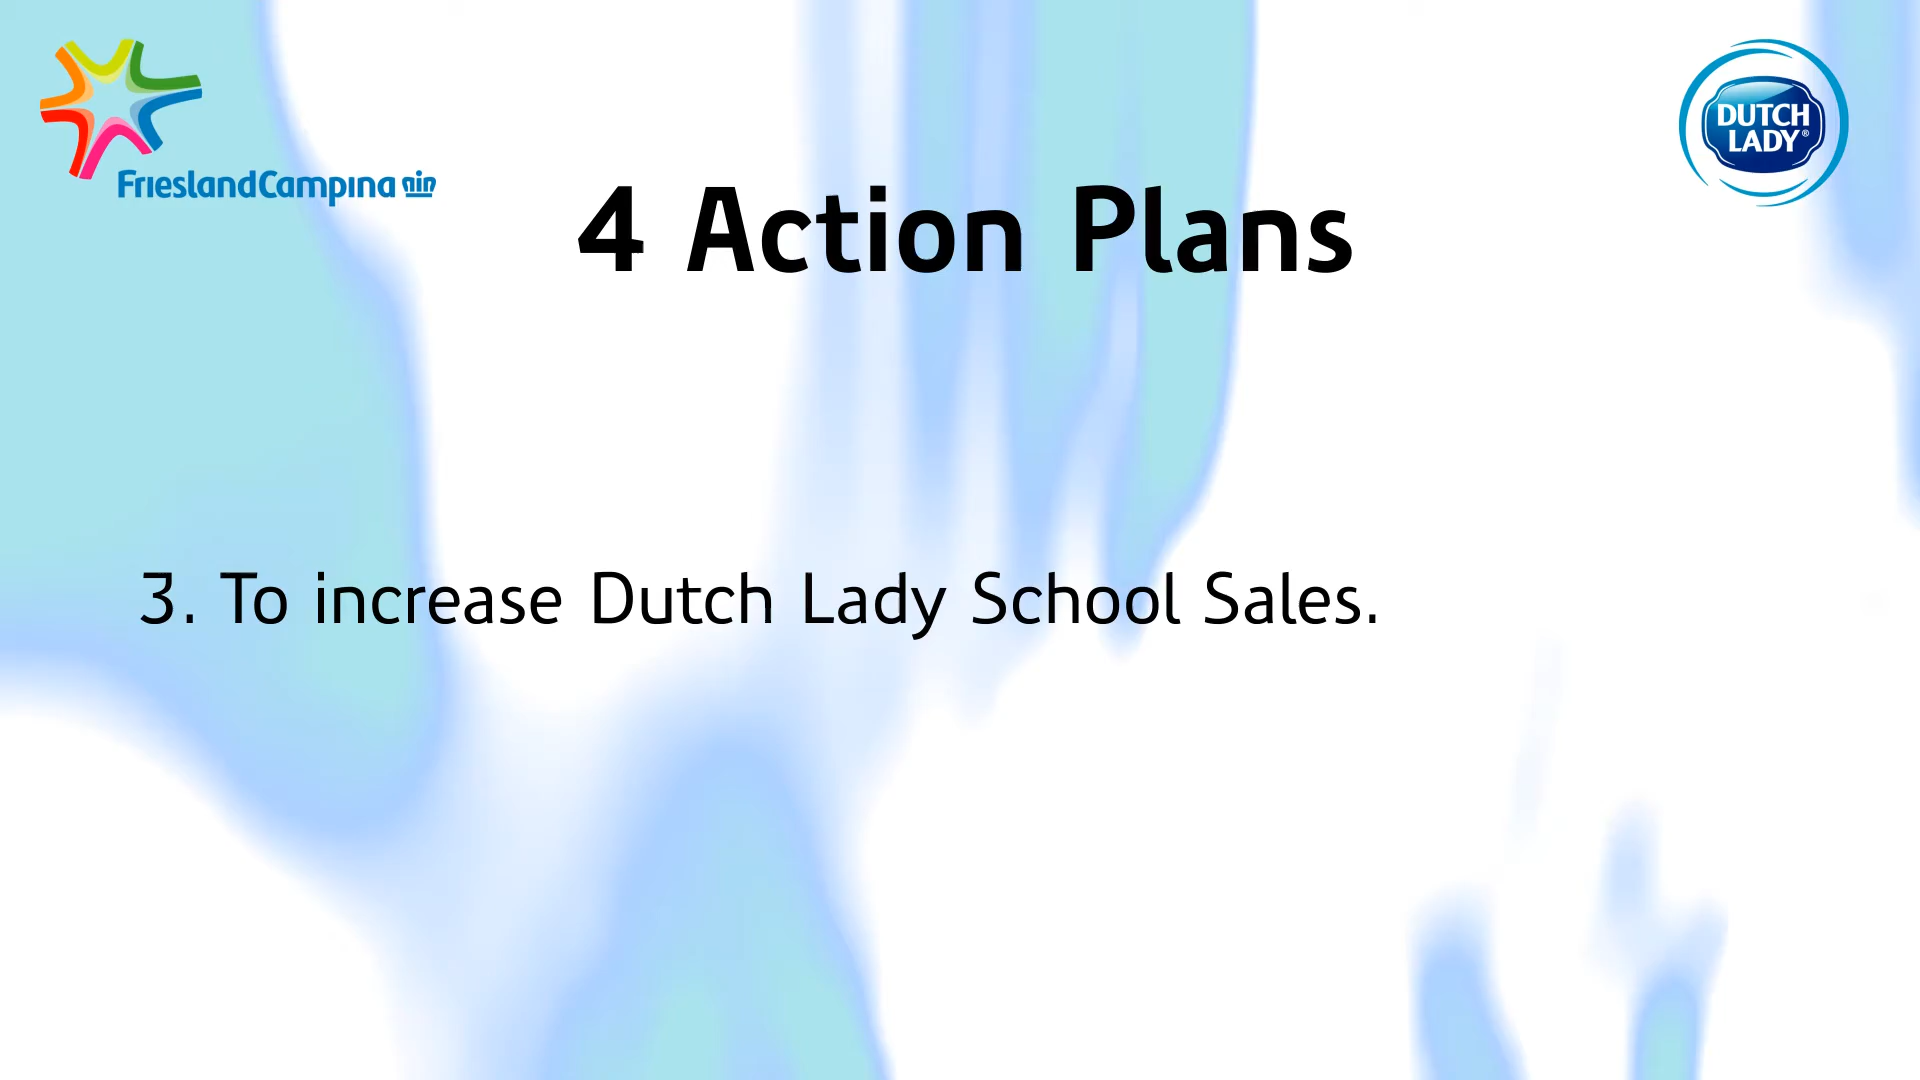 FrieslandCampina
DUTCH
LADY®
4 Action Plans
3. To increase Dutch Lady School Sales.